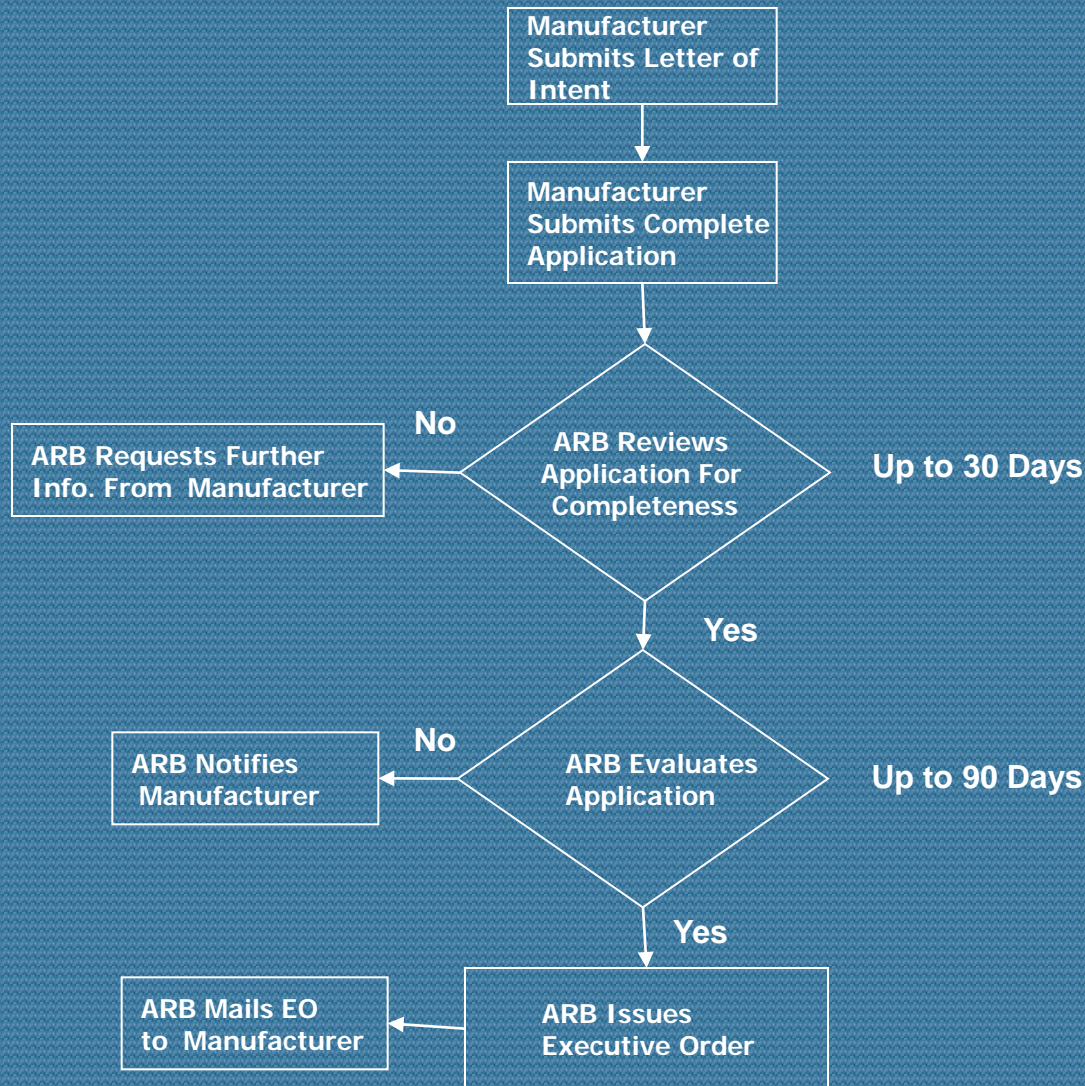 Manufacturer
Submits Letter of
Intent
Manufacturer
Submits Complete
Application
No
ARB Requests Further
Info. From Manufacturer
ARB Reviews
Application For
Completeness
Up to 30 Days
Yes
No
ARB Notifies
Manufacturer
ARB Evaluates
Application
Up to 90 Days
Yes
ARB Mails EO
to Manufacturer
ARB Issues
Executive Order